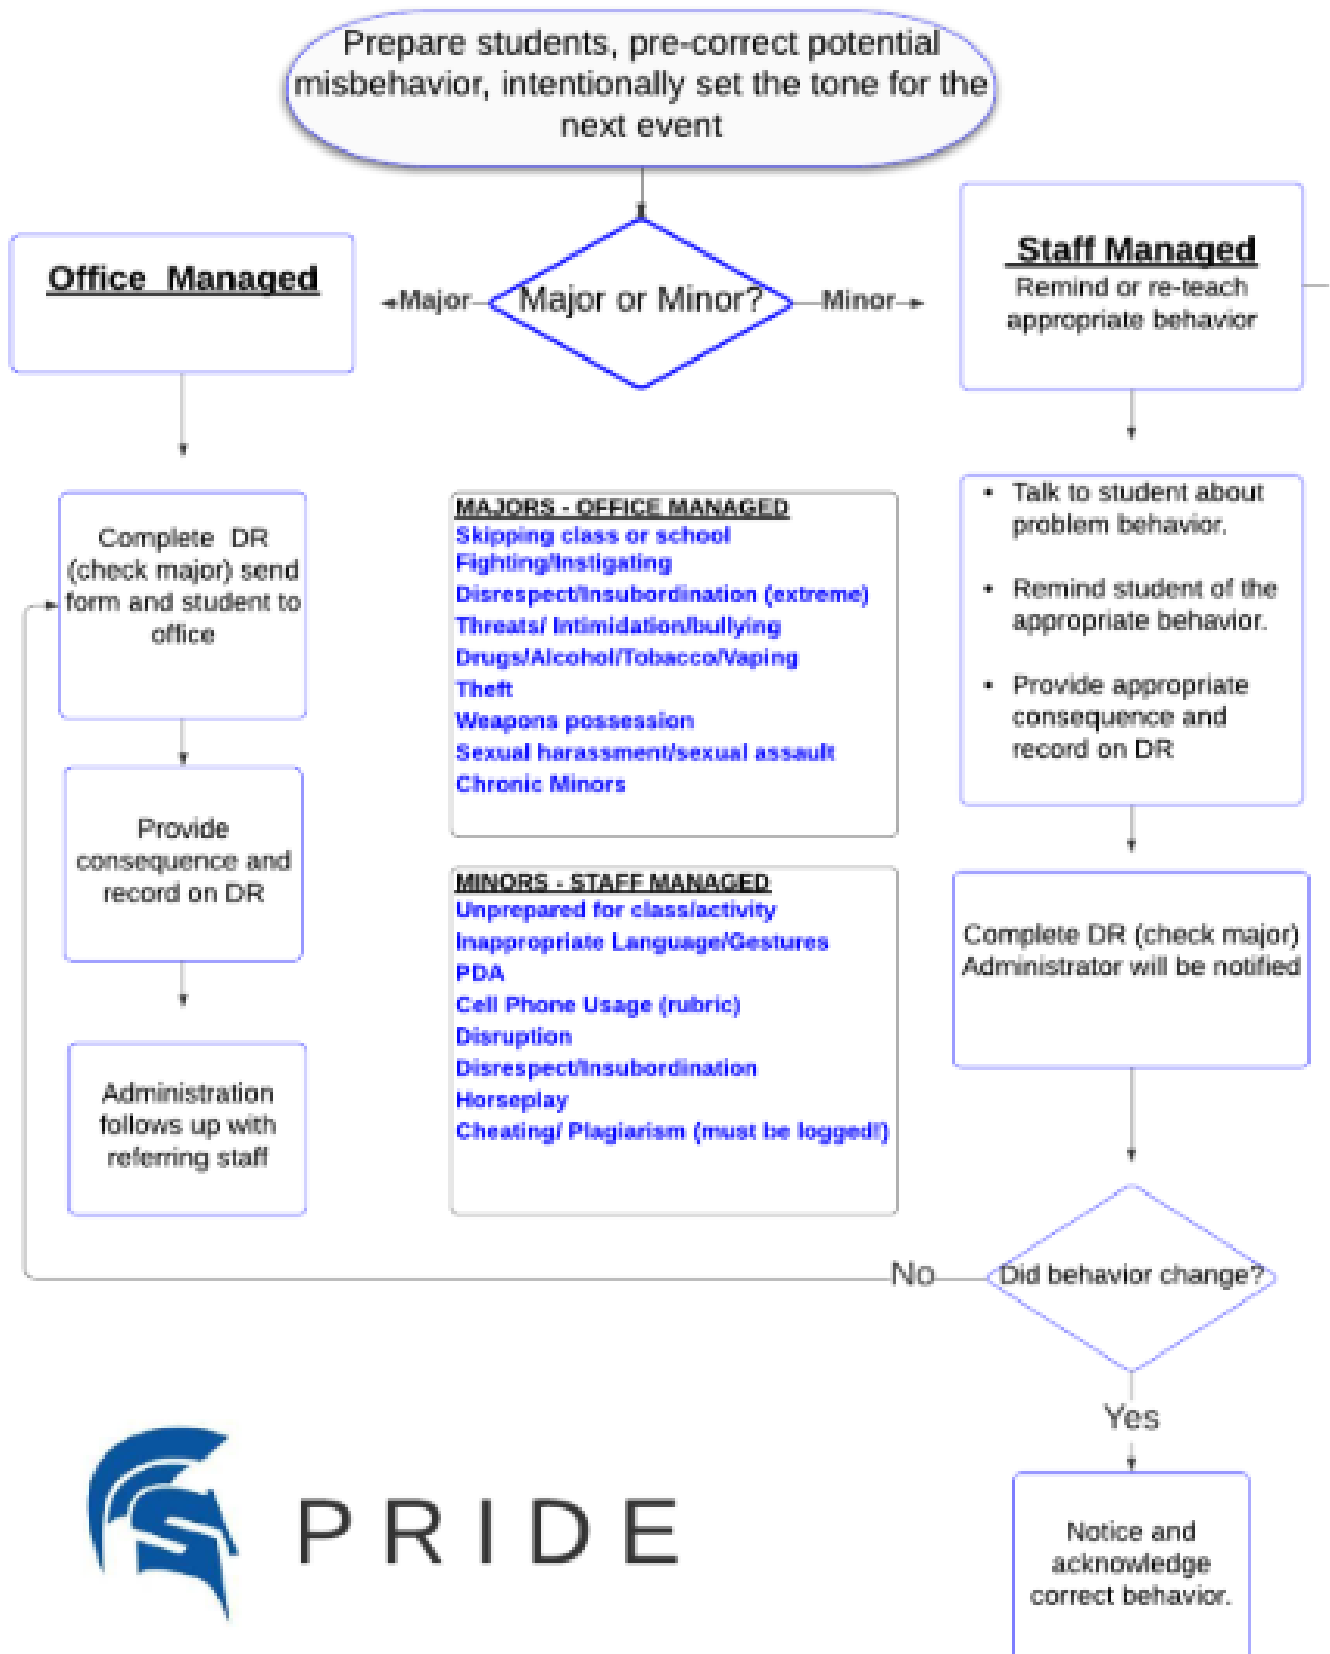 Prepare students, pre-correct potential
misbehavior, intentionally set the tone for the
next event
Office  Managed
Major
Major or Minor?
Minor
Staff Managed
Remind or re-teach
appropriate behavior
Complete  DR
(check major) send
form and student to
office
Provide
consequence and
record on DR
Administration
follows up with
referring staff
MAJORS - OFFICE MANAGED
Skipping class or school
Fighting/Instigating
Disrespect/Insubordination (extreme)
Threats/ Intimidation/bullying
Drugs/Alcohol/Tobacco/Vaping
Theft
Weapons possession
Sexual harassment/sexual assault
Chronic Minors
MINORS - STAFF MANAGED
Unprepared for class/activity
Inappropriate Language/Gestures
PDA
Cell Phone Usage (rubric)
Disruption
Disrespect/Insubordination
Horseplay
Cheating/ Plagiarism (must be logged!)
• Talk to student about
problem behavior.
• Remind student of the
appropriate behavior.
• Provide appropriate
consequence and
record on DR
Complete DR (check major)
Administrator will be notified
Did behavior change?
No
Yes
Notice and
acknowledge
correct behavior.
PRIDE